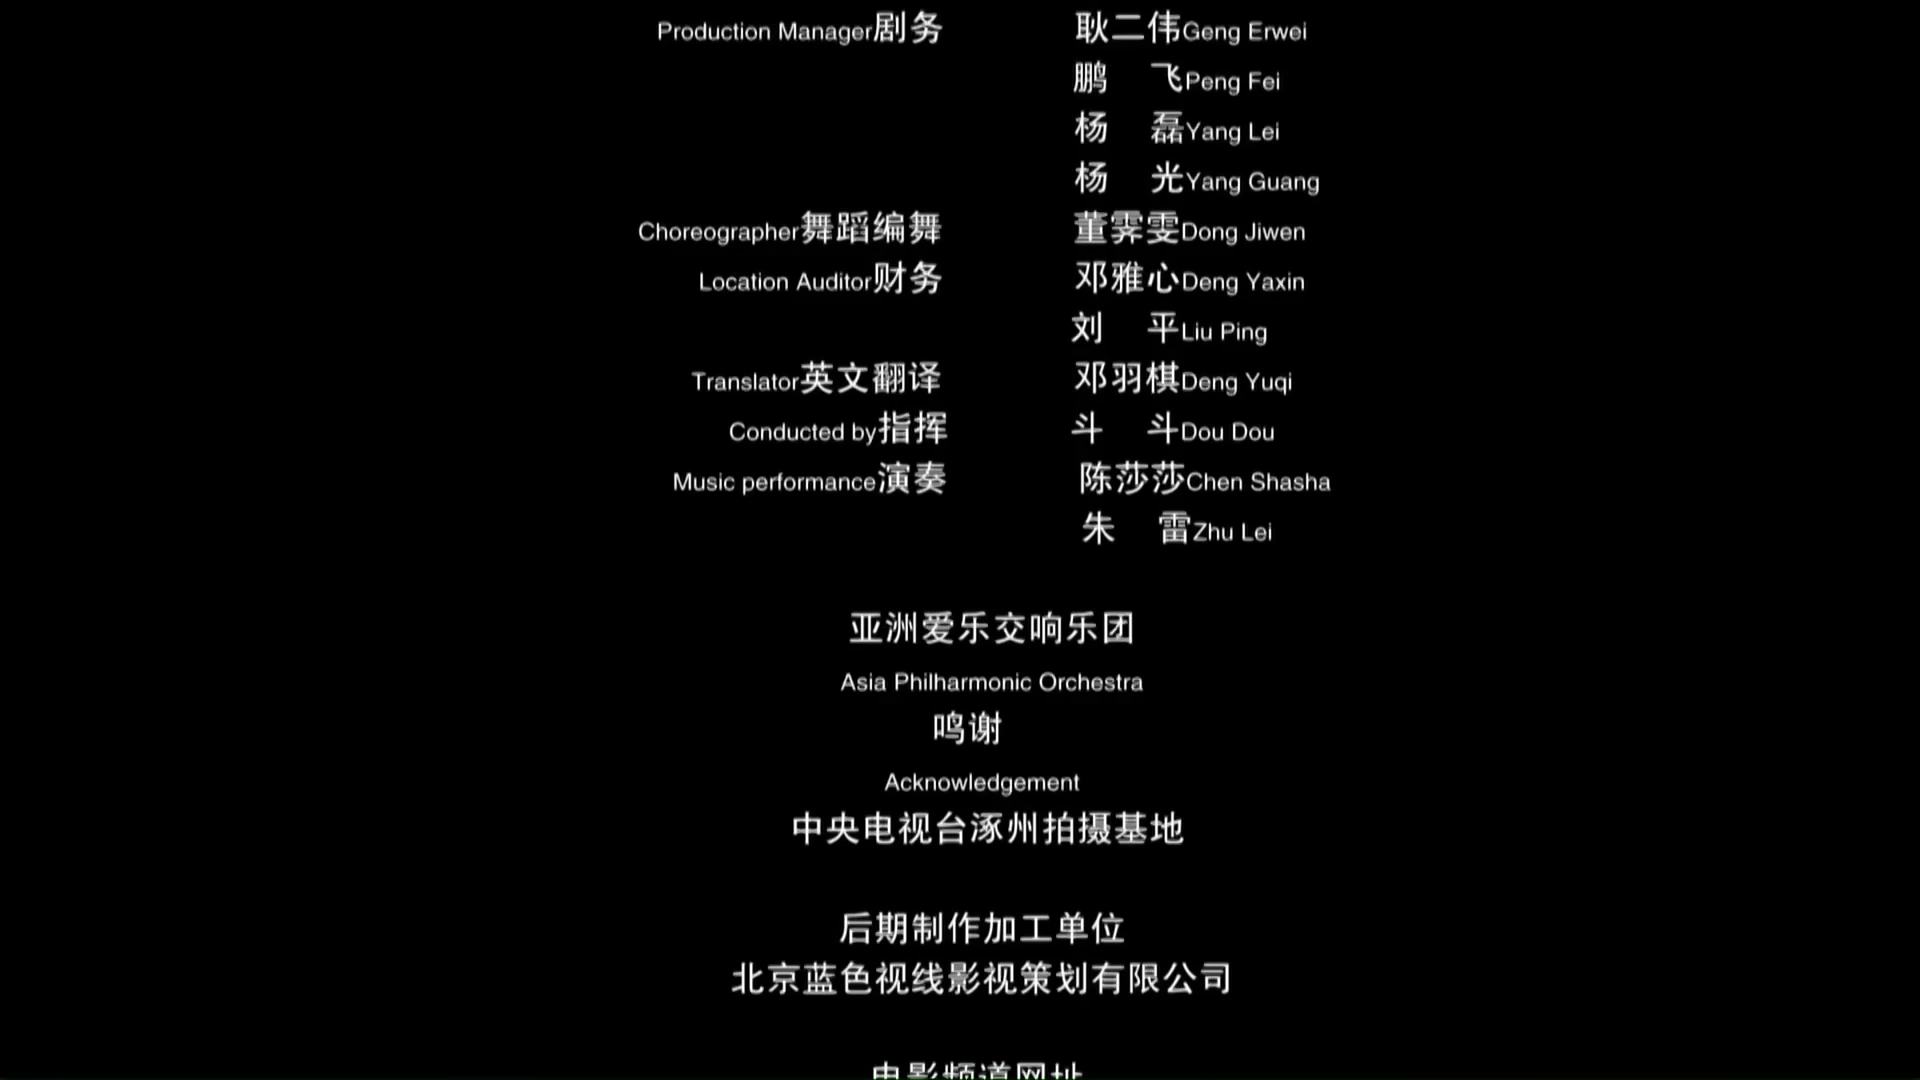 Production Manager剧务 耿二伟Geng Erwei
鹏 飞Peng Fei
杨 磊Yang Lei
杨 光Yang Guang
Choreographer舞蹈编舞 董霁雯Dong Jiwen
Location Auditor财务 邓雅心Deng Yaxin
刘 平Liu Ping
Translator英文翻译 邓羽棋Deng Yuqi
Conducted by指挥 斗 斗Dou Dou
Music performance演奏 陈莎莎Chen Shasha
朱 雷Zhu Lei
亚洲爱乐交响乐团
Asia Philharmonic Orchestra
鸣谢
Acknowledgement
中央电视台涿州拍摄基地
后期制作加工单位
北京蓝色视线影视策划有限公司
电影频道网址